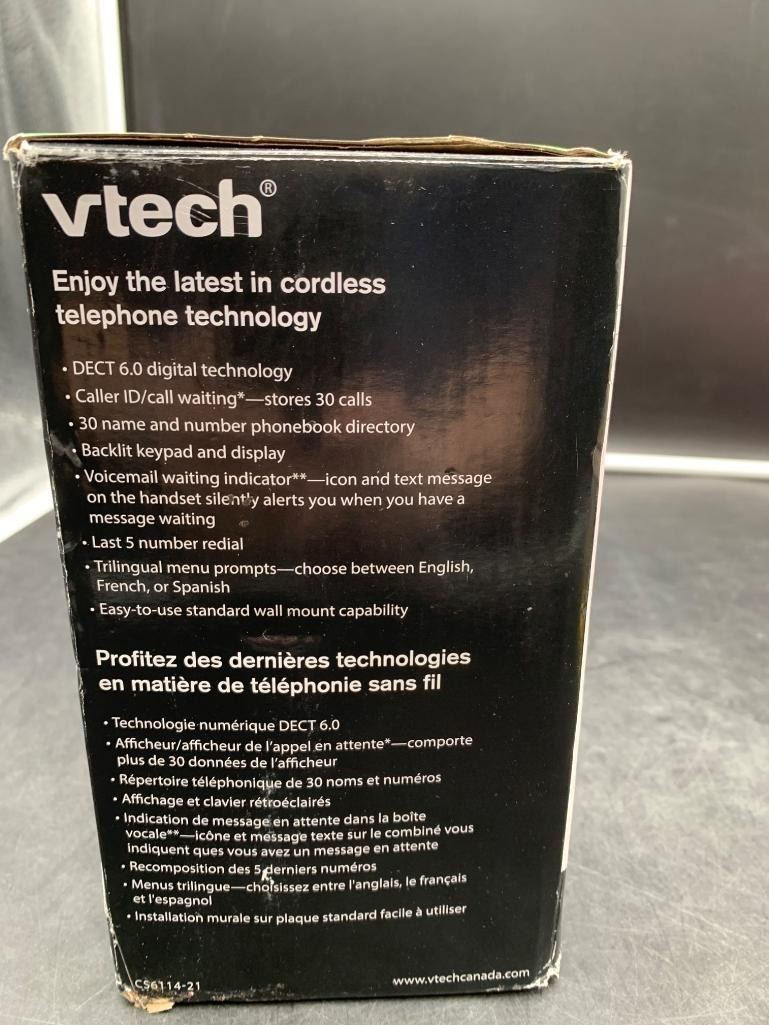 vtech®
Enjoy the latest in cordless
telephone technology
• DECT 6.0 digital technology
• Caller ID/call waiting*—stores 30 calls
• 30 name and number phonebook directory
• Backlit keypad and display
• Voicemail waiting indicator**—icon and text message
on the handset silently alerts you when you have a
message waiting
• Last 5 number redial
• Trilingual menu prompts—choose between English,
French, or Spanish
• Easy-to-use standard wall mount capability
Profitez des dernières technologies
en matière de téléphonie sans fil
• Technologie numérique DECT 6.0
• Afficheur/afficheur de l'appel en attente*—comporte
plus de 30 données de l'afficheur
• Répertoire téléphonique de 30 noms et numéros
• Affichage et clavier rétroéclairés
• Indication de message en attente dans la boîte
vocale**—icône et message texte sur le combiné vous
indiquent ques vous avez un message en attente
• Recomposition des 5 derniers numéros
• Menus trilingue—choisissez entre l'anglais, le français
et l'espagnol
• Installation murale sur plaque standard facile à utiliser
CS6114-21
www.vtechcanada.com